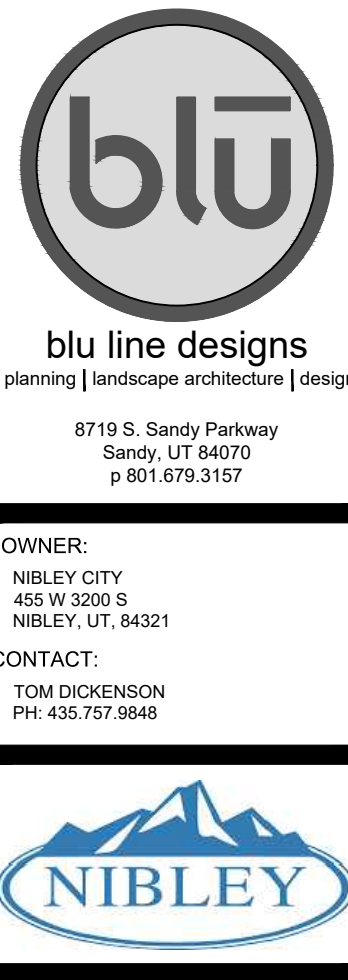 blū
blu line designs
planning | landscape architecture | design
8719 S. Sandy Parkway
Sandy, UT 84070
p 801.679.3157
OWNER:
NIBLEY CITY
455 W 3200 S
NIBLEY, UT, 84321
CONTACT:
TOM DICKENSON
PH: 435.757.9848
NIBLEY